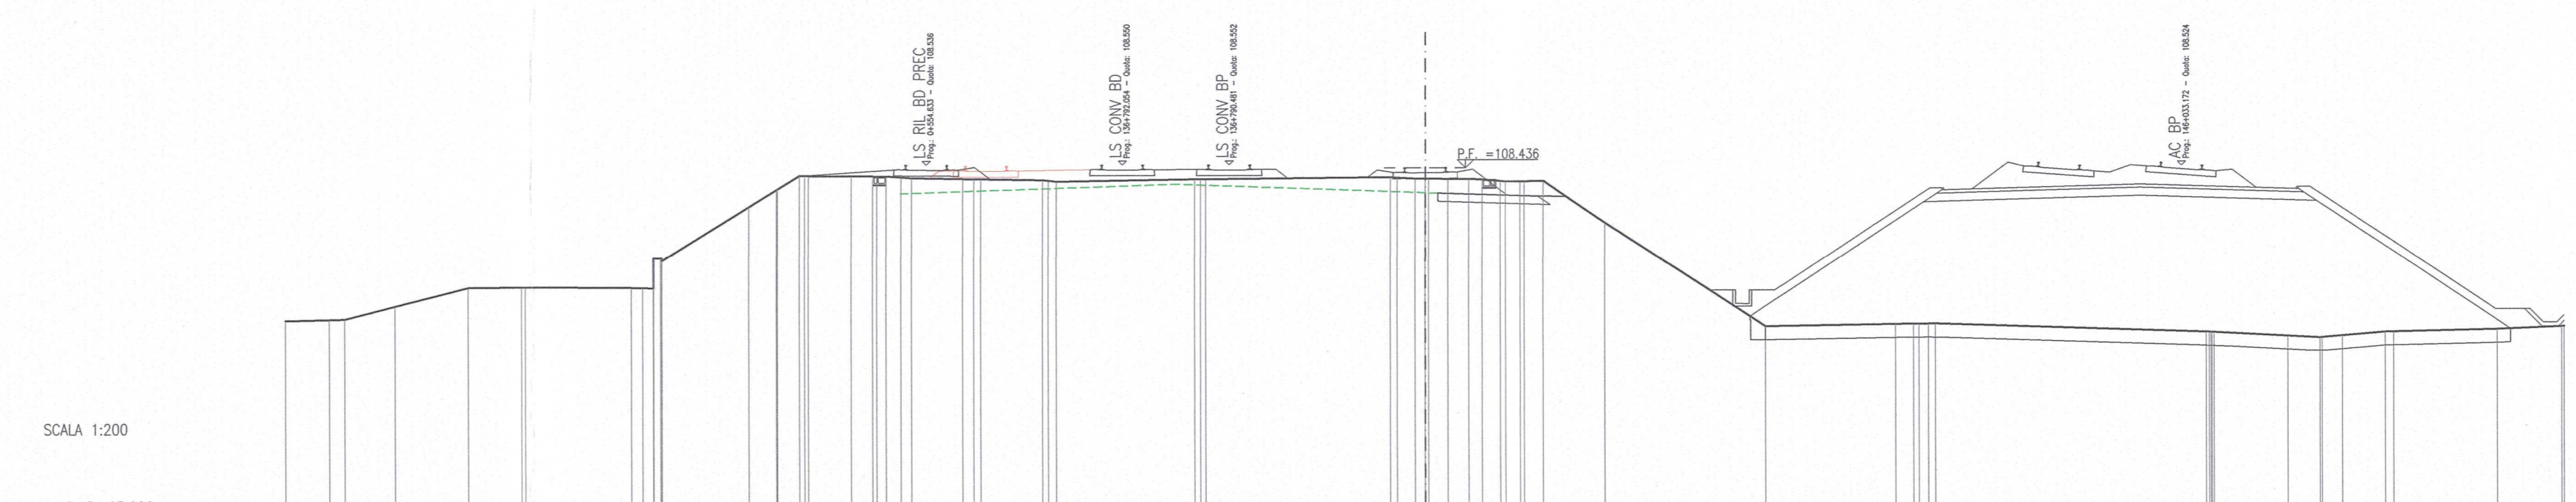 LS RIL BD PREC
Prog.: 0+554.633 - Quota: 108.536
LS CONV BD
Prog.: 136+792.054 - Quota: 108.550
LS CONV BP
Prog.: 136+790.481 - Quota: 108.552
P.F. =108.436
AC BP
Prog.: 146+033.172 - Quota: 108.524
SCALA 1:200